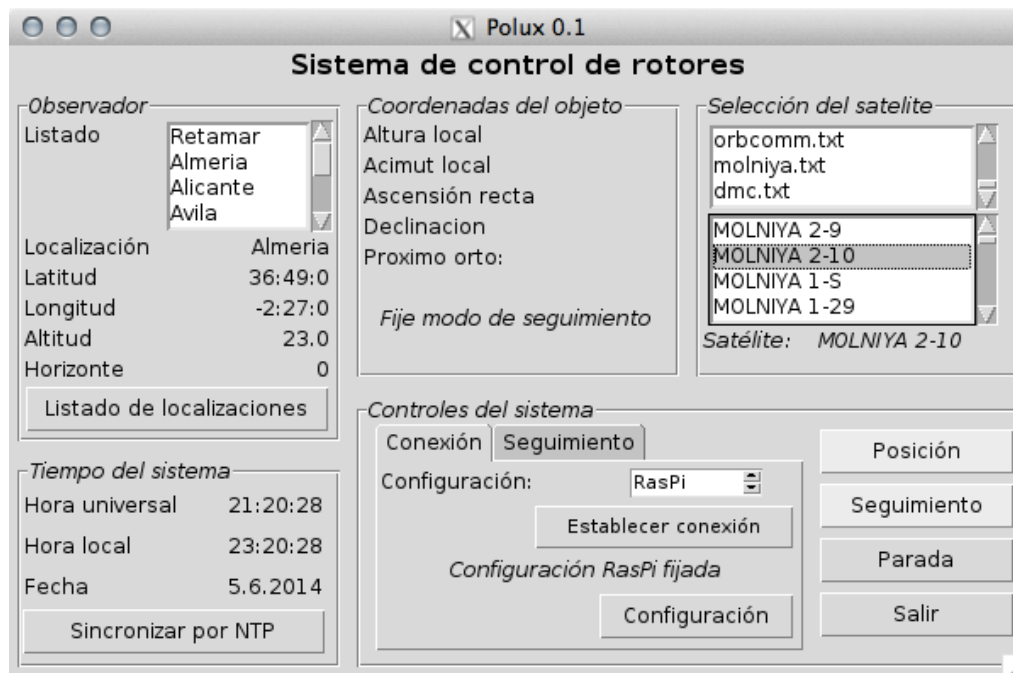 Polux 0.1
Sistema de control de rotores
Observador
Listado
Retamar
Almeria
Alicante
Avila
Localización Almeria
Latitud 36:49:0
Longitud -2:27:0
Altitud 23.0
Horizonte 0
Listado de localizaciones
Tiempo del sistema
Hora universal 21:20:28
Hora local 23:20:28
Fecha 5.6.2014
Sincronizar por NTP
Coordenadas del objeto
Altura local
Acimut local
Ascensión recta
Declinacion
Proximo orto:
Fije modo de seguimiento
Selección del satelite
orbcomm.txt
molniya.txt
dmc.txt
MOLNIYA 2-9
MOLNIYA 2-10
MOLNIYA 1-S
MOLNIYA 1-29
Satélite: MOLNIYA 2-10
Controles del sistema
Conexión Seguimiento
Configuración: RasPi
Establecer conexión
Configuración RasPi fijada
Configuración
Posición
Seguimiento
Parada
Salir